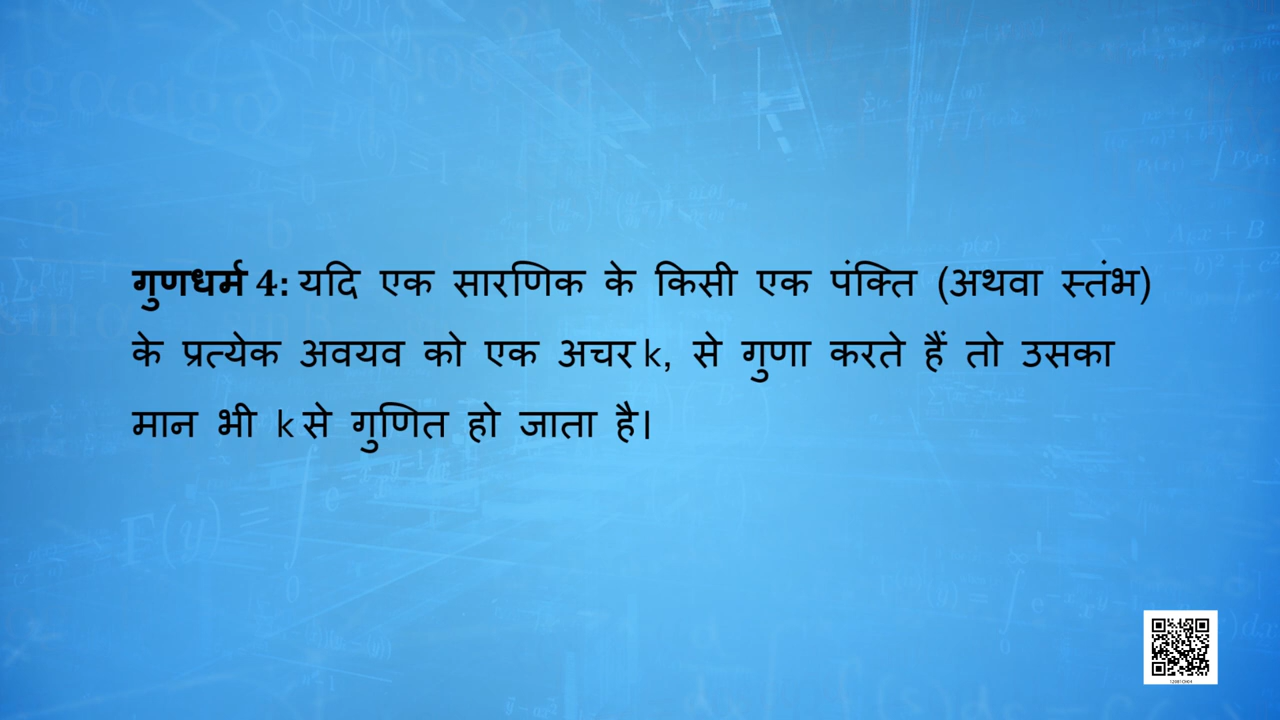 गुणधर्म 4: यदि एक सारणिक के किसी एक पंक्ति (अथवा स्तंभ)
के प्रत्येक अवयव को एक अचर k, से गुणा करते हैं तो उसका
मान भी k से गुणित हो जाता है।